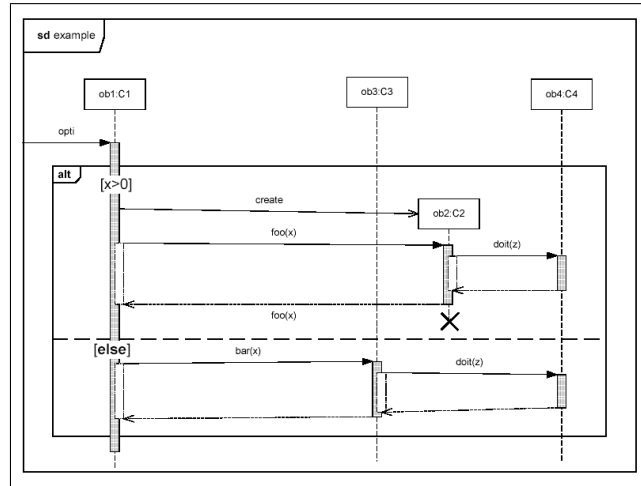 sd example
ob1:C1
ob3:C3
ob4:C4
opti
alt
[x>0]
create
ob2:C2
foo(x)
doit(z)
foo(x)
[else]
bar(x)
doit(z)